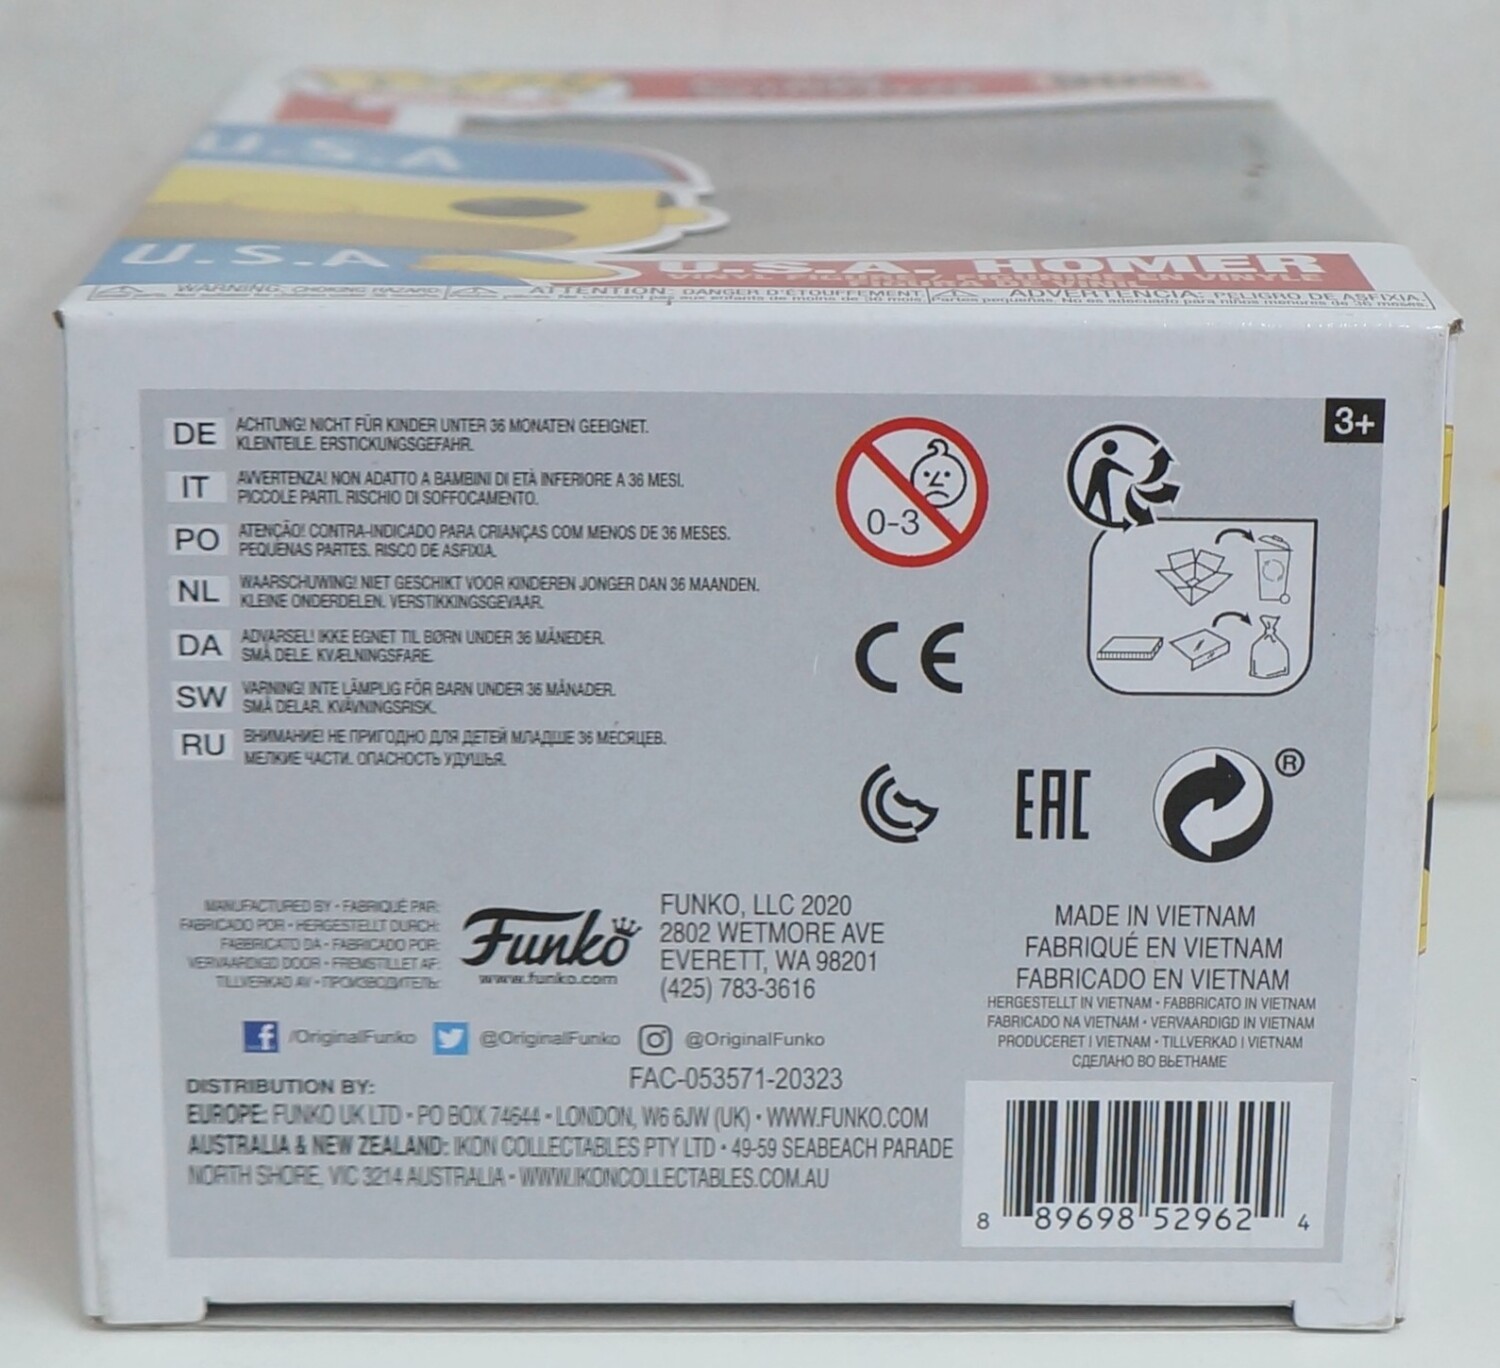 U.S.A
U.S.A
U.S.A. HOMER
VINYL FIGURE / FIGURINE EN VINYLE
FIGURA DE VINIL
WARNING: CHOKING HAZARD.
ATTENTION: DANGER D'ÉTOUFFEMENT
ADVERTENCIA: PELIGRO DE ASFIXIA.
3+
DE ACHTUNG! NICHT FÜR KINDER UNTER 36 MONATEN GEEIGNET.
KLEINTEILE. ERSTICKUNGSGEFAHR.
IT AVVERTENZA! NON ADATTO A BAMBINI DI ETÀ INFERIORE A 36 MESI.
PICCOLE PARTI. RISCHIO DI SOFFOCAMENTO.
PO ATENÇÃO! CONTRA-INDICADO PARA CRIANÇAS COM MENOS DE 36 MESES.
PEQUENAS PARTES. RISCO DE ASFIXIA.
NL WAARSCHUWING! NIET GESCHIKT VOOR KINDEREN JONGER DAN 36 MAANDEN.
KLEINE ONDERDELEN. VERSTIKKINGSGEVAAR.
DA ADVARSEL! IKKE EGNET TIL BØRN UNDER 36 MÅNEDER.
SMÅ DELE. KVÆLNINGSFARE.
SW VARNING! INTE LÄMPLIG FÖR BARN UNDER 36 MÅNADER.
SMÅ DELAR. KVÄVNINGSRISK.
RU ВНИМАНИЕ! НЕ ПРИГОДНО ДЛЯ ДЕТЕЙ МЛАДШЕ 36 МЕСЯЦЕВ.
МЕЛКИЕ ЧАСТИ. ОПАСНОСТЬ УДУШЬЯ.
0-3
CE
EAC
®
MANUFACTURED BY • FABRIQUÉ PAR:
FABRICADO POR • HERGESTELLT DURCH:
FABBRICATO DA • FABRICADO POR:
VERVAARDIGD DOOR • FREMSTILLET AF:
TILLVERKAD AV • ПРОИЗВОДИТЕЛЬ:
Funko
www.funko.com
FUNKO, LLC 2020
2802 WETMORE AVE
EVERETT, WA 98201
(425) 783-3616
/OriginalFunko @OriginalFunko @OriginalFunko
FAC-053571-20323
DISTRIBUTION BY:
EUROPE: FUNKO UK LTD • PO BOX 74644 • LONDON, W6 6JW (UK) • WWW.FUNKO.COM
AUSTRALIA & NEW ZEALAND: IKON COLLECTABLES PTY LTD • 49-59 SEABEACH PARADE
NORTH SHORE, VIC 3214 AUSTRALIA • WWW.IKONCOLLECTABLES.COM.AU
MADE IN VIETNAM
FABRIQUÉ EN VIETNAM
FABRICADO EN VIETNAM
HERGESTELLT IN VIETNAM • FABBRICATO IN VIETNAM
FABRICADO NA VIETNAM • VERVAARDIGD IN VIETNAM
PRODUCERET I VIETNAM • TILLVERKAD I VIETNAM
СДЕЛАНО ВО ВЬЕТНАМЕ
8 89698 52962 4